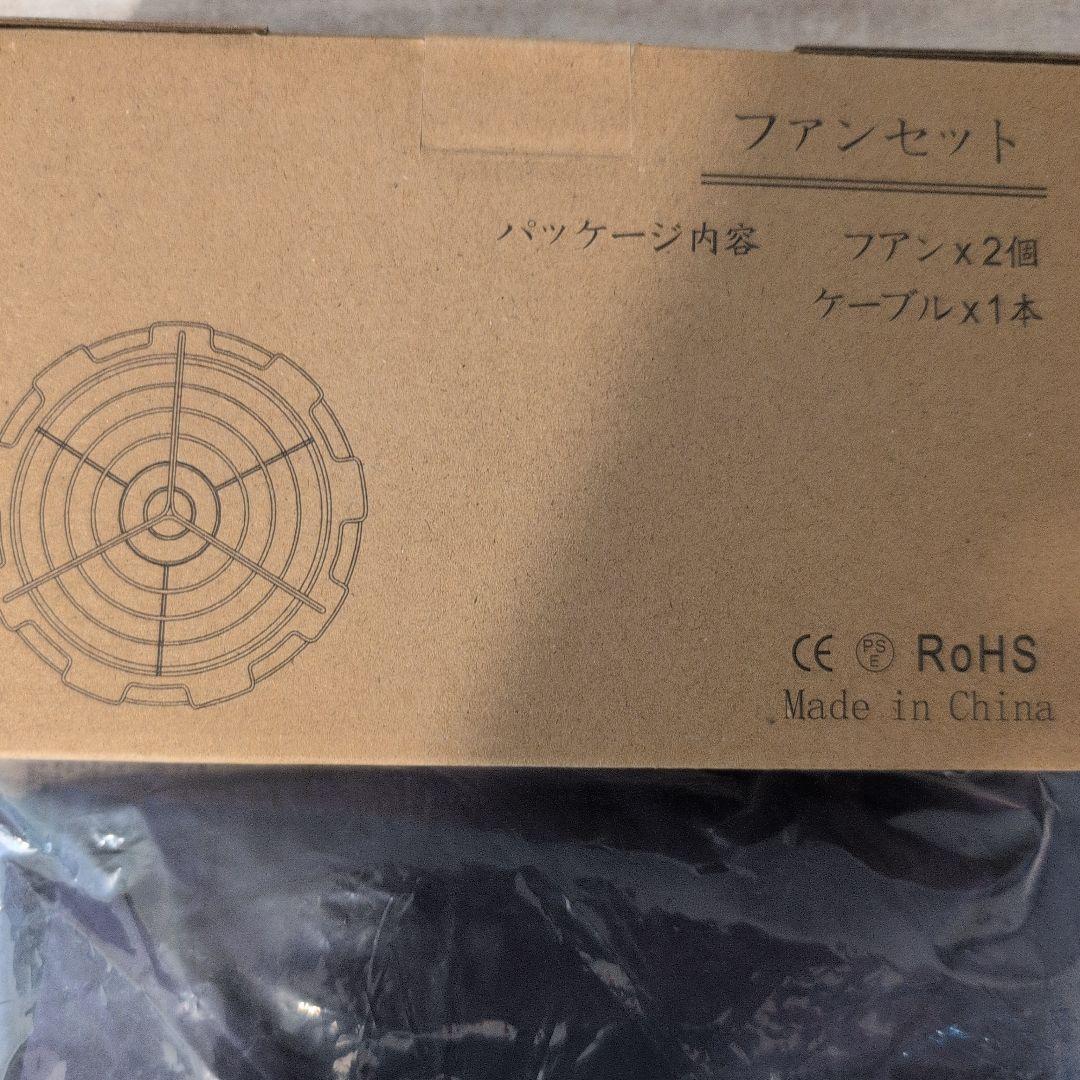 ファンセット
パッケージ内容 フアンx2個
ケーブルx1本
CE PSE RoHS
Made in China